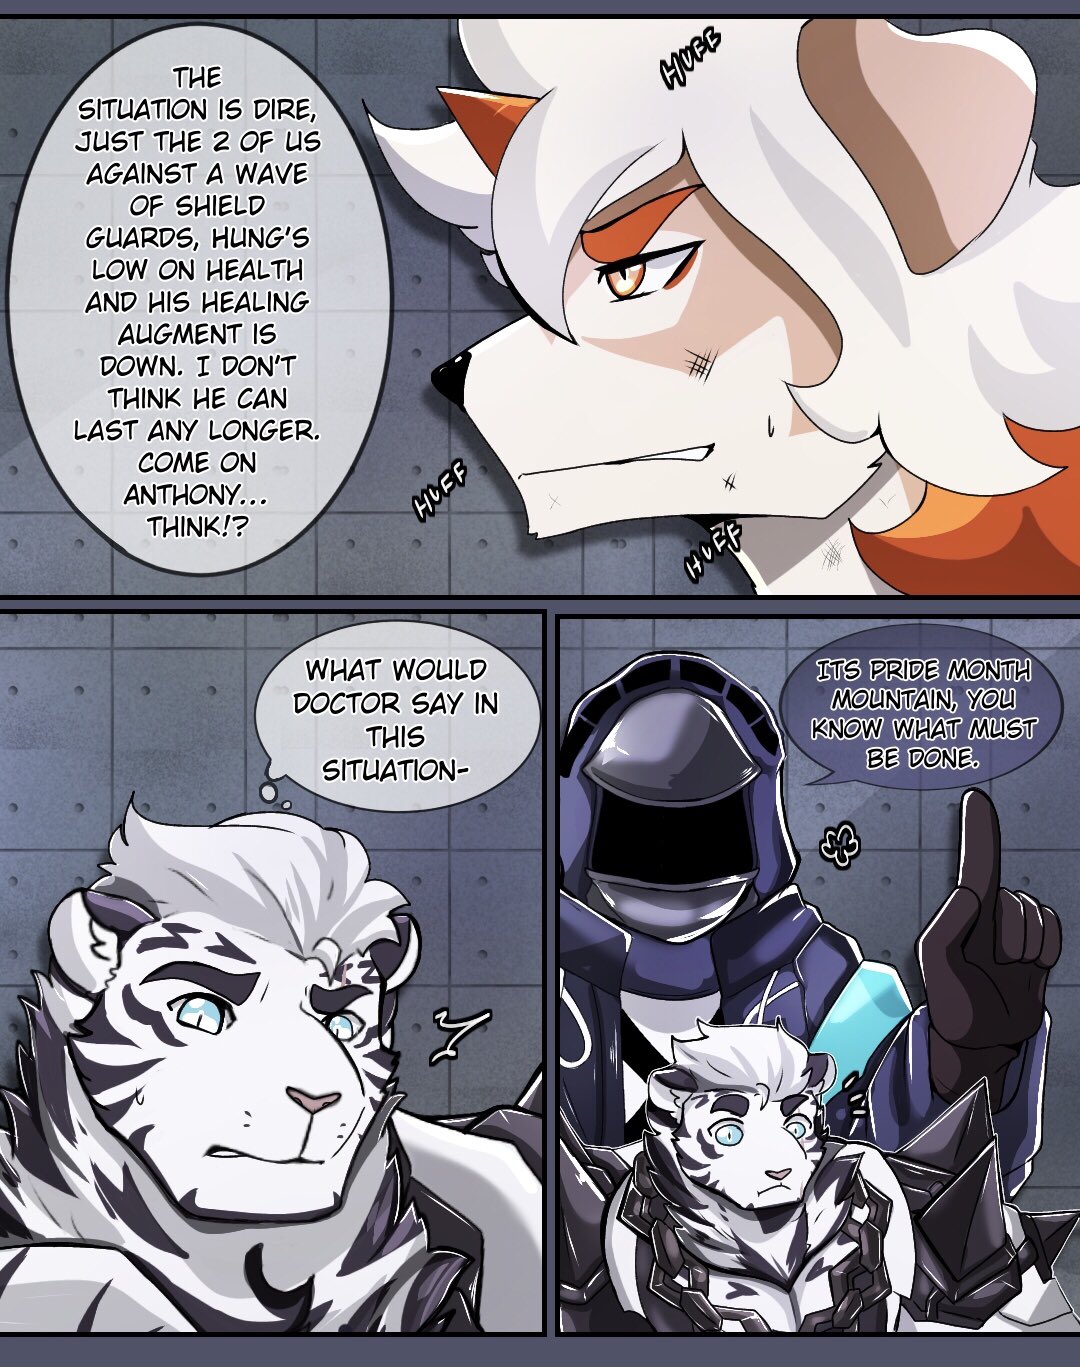 THE
SITUATION IS DIRE,
JUST THE 2 OF US
AGAINST A WAVE
OF SHIELD
GUARDS, HUNG'S
LOW ON HEALTH
AND HIS HEALING
AUGMENT IS
DOWN. I DON'T
THINK HE CAN
LAST ANY LONGER.
COME ON
ANTHONY...
THINK!?
HUFF
HUFF
HUFF
WHAT WOULD
DOCTOR SAY IN
THIS
SITUATION-
ITS PRIDE MONTH
MOUNTAIN, YOU
KNOW WHAT MUST
BE DONE.